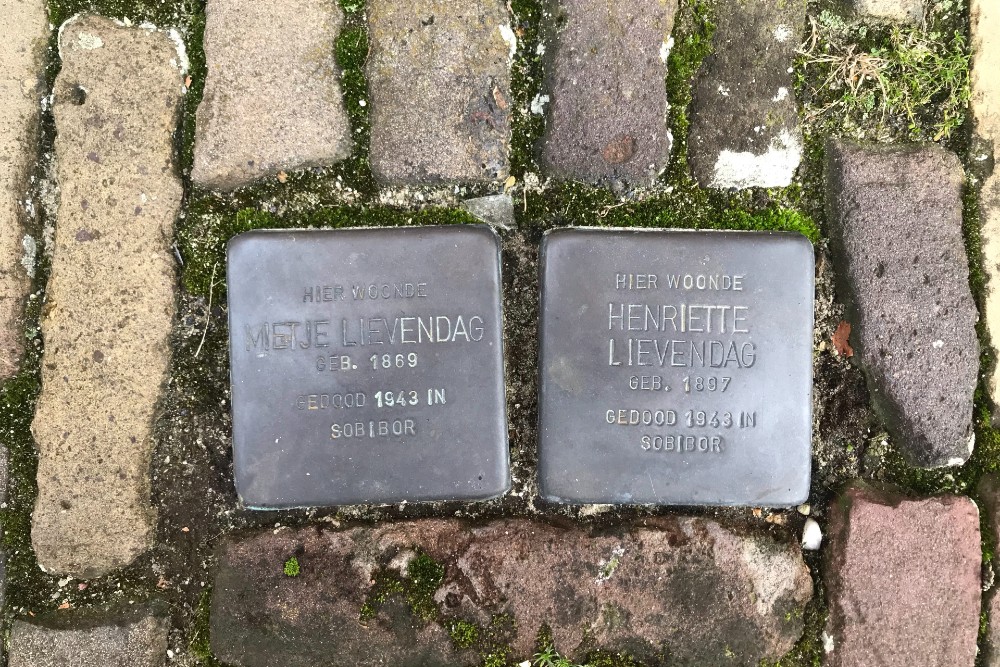 HIER WOONDE
MIETJE LIEVENDAG
GEB. 1869
GEDOOD 1943 IN
SOBIBOR
HIER WOONDE
HENRIETTE
LIEVENDAG
GEB. 1897
GEDOOD 1943 IN
SOBIBOR